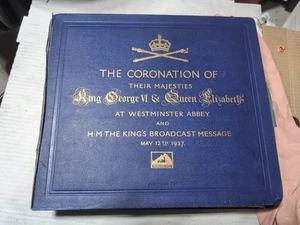 THE CORONATION OF
THEIR MAJESTIES
King George VI & Queen Elizabeth
AT WESTMINSTER ABBEY
AND
H·M THE KING'S BROADCAST MESSAGE
MAY 12TH 1937.